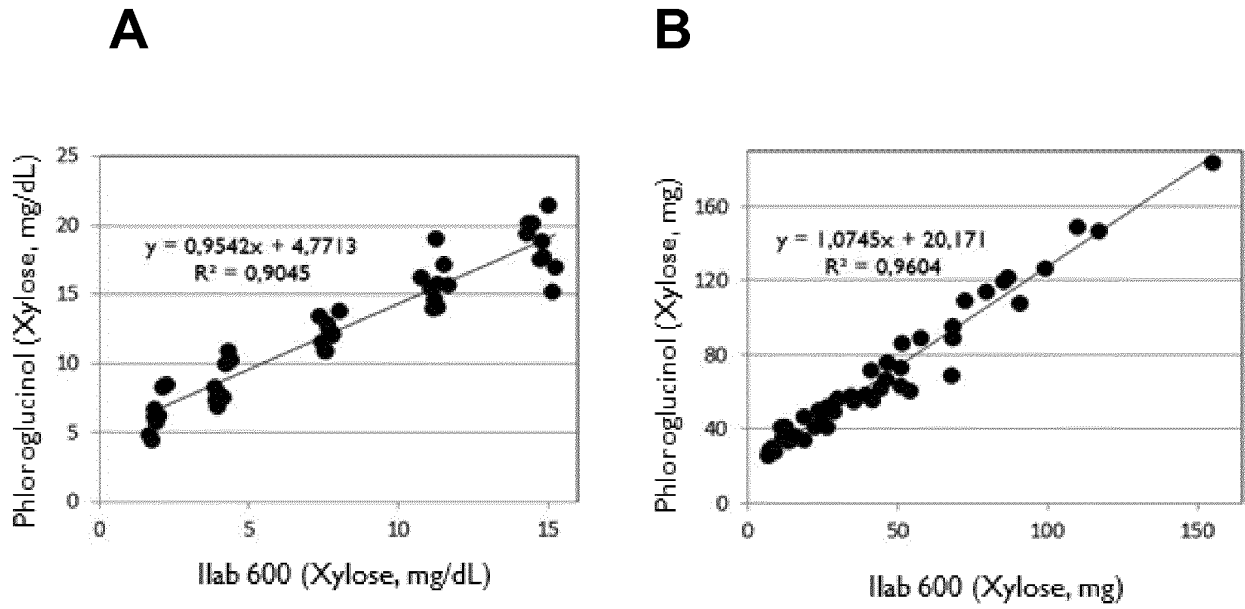 A
B
Phloroglucinol (Xylose, mg/dL)
25
20
15
10
5
0
y = 0,9542x + 4,7713
R² = 0,9045
0 5 10 15
Ilab 600 (Xylose, mg/dL)
Phloroglucinol (Xylose, mg)
160
120
80
40
0
y = 1,0745x + 20,171
R² = 0,9604
0 50 100 150
Ilab 600 (Xylose, mg)